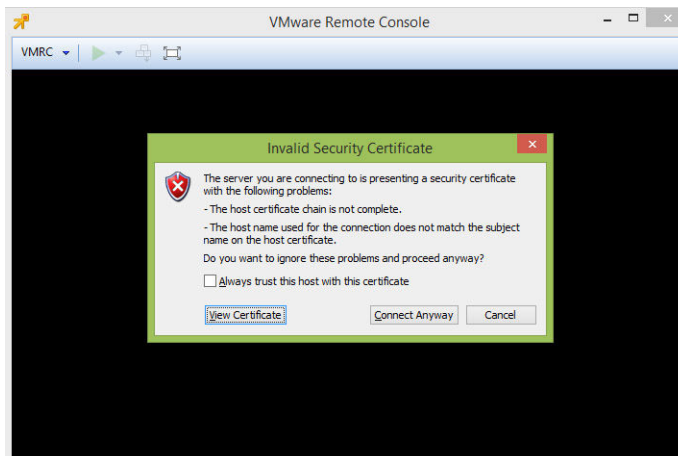 VMware Remote Console
VMRC
Invalid Security Certificate
The server you are connecting to is presenting a security certificate
with the following problems:
- The host certificate chain is not complete.
- The host name used for the connection does not match the subject
name on the host certificate.
Do you want to ignore these problems and proceed anyway?
Always trust this host with this certificate
View Certificate
Connect Anyway
Cancel